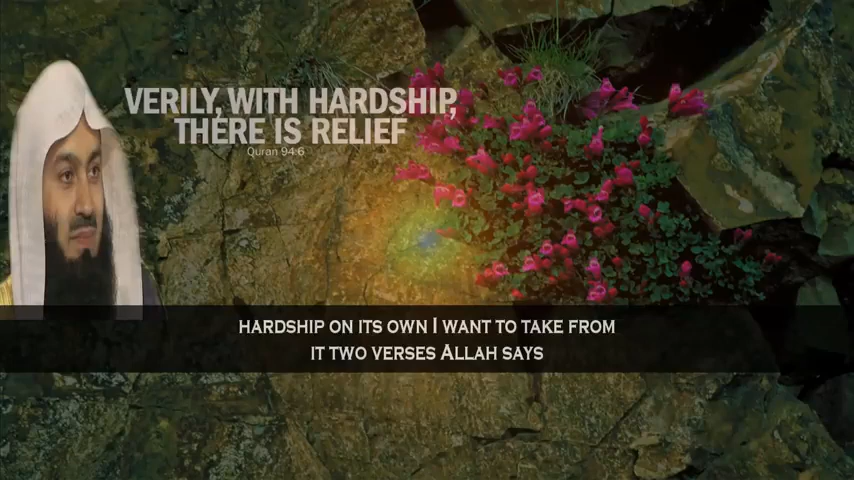 VERILY, WITH HARDSHIP,
THERE IS RELIEF
Quran 94:6
HARDSHIP ON ITS OWN I WANT TO TAKE FROM
IT TWO VERSES ALLAH SAYS